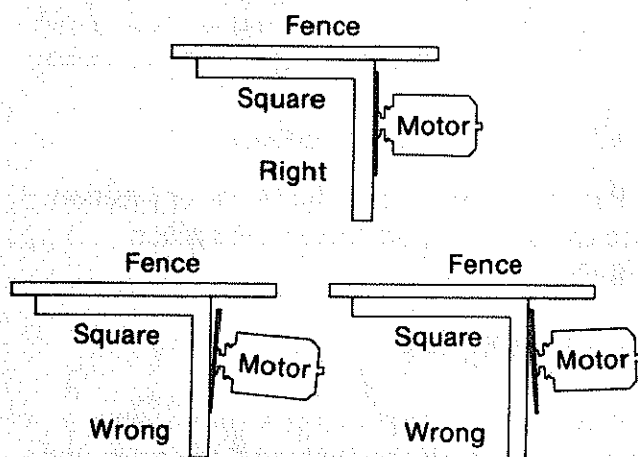 Fence
Square
Motor
Right
Fence
Square
Motor
Wrong
Fence
Square
Motor
Wrong